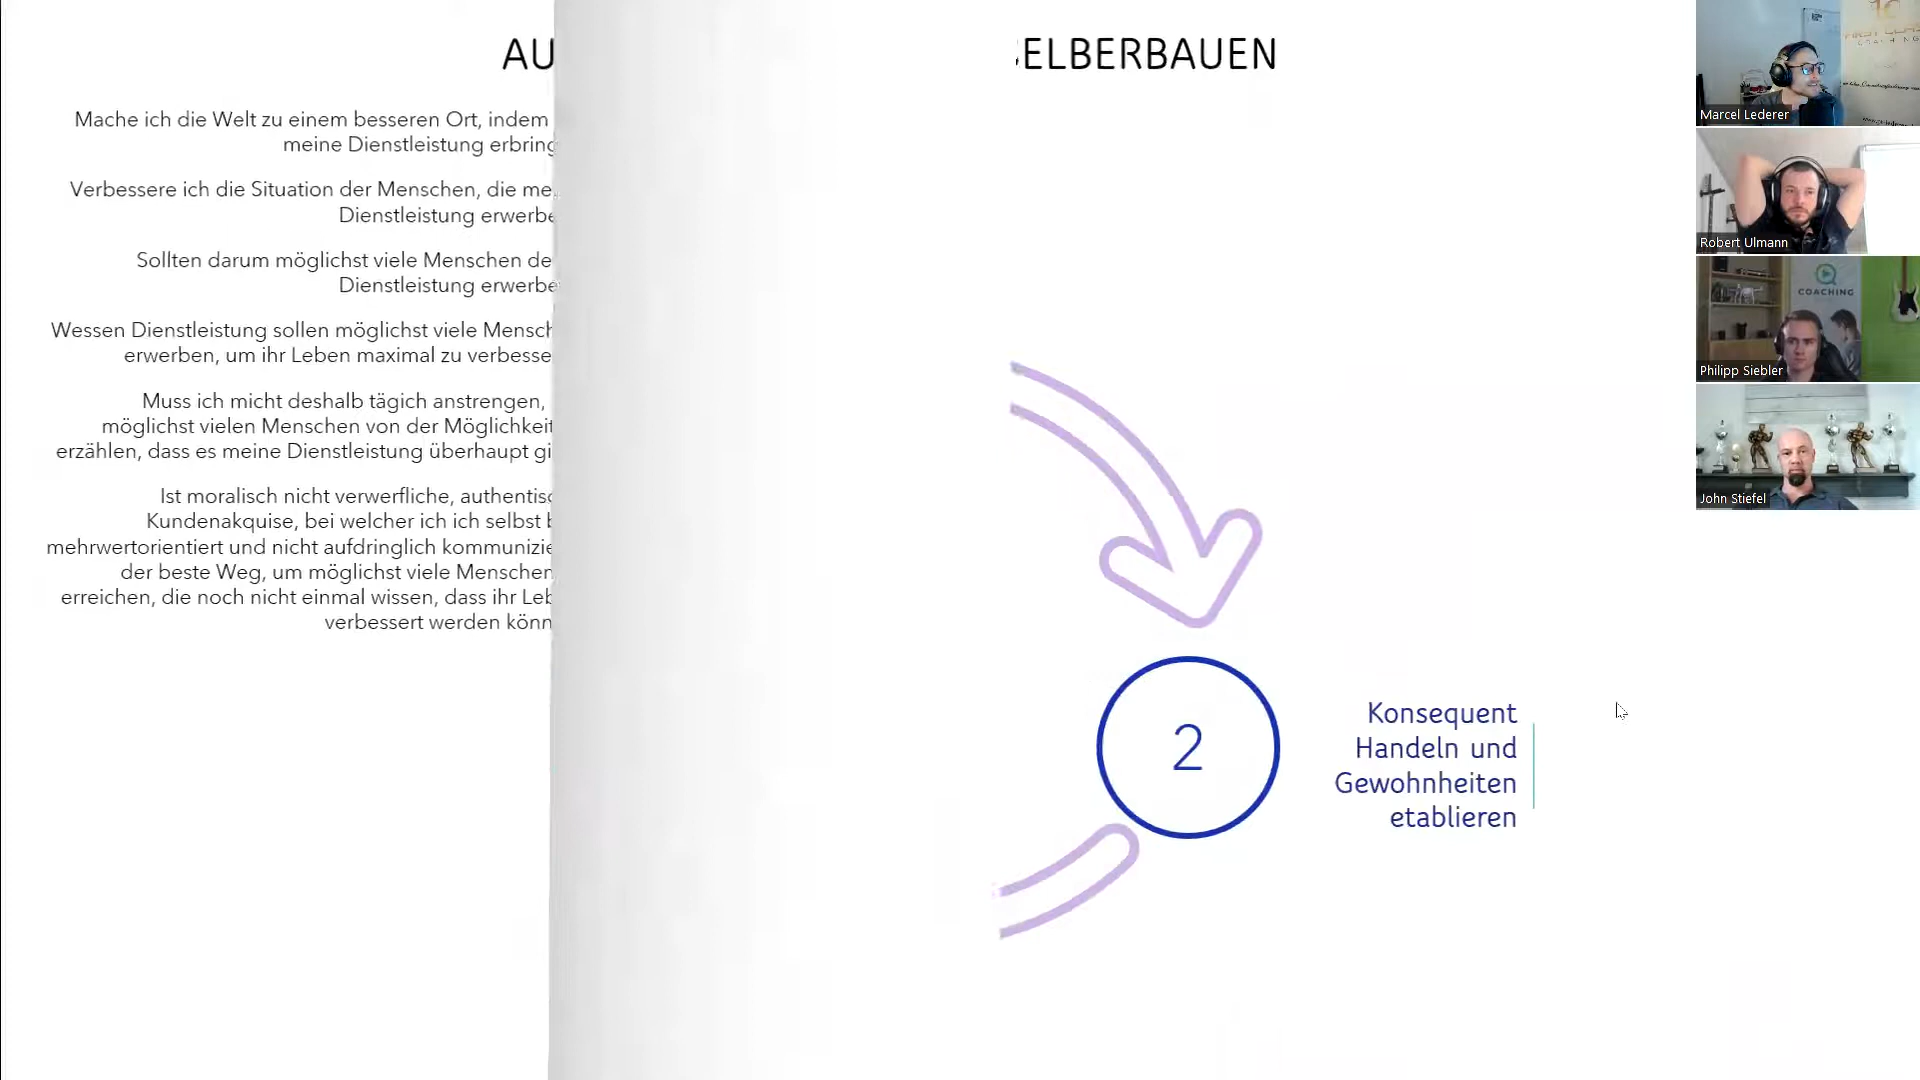 AU
ELBERBAUEN
Mache ich die Welt zu einem besseren Ort, indem
meine Dienstleistung erbring
Verbessere ich die Situation der Menschen, die me
Dienstleistung erwerbe
Sollten darum möglichst viele Menschen de
Dienstleistung erwerbe
Wessen Dienstleistung sollen möglichst viele Mensch
erwerben, um ihr Leben maximal zu verbesse
Muss ich micht deshalb tägich anstrengen,
möglichst vielen Menschen von der Möglichkeit
erzählen, dass es meine Dienstleistung überhaupt gi
Ist moralisch nicht verwerfliche, authentisc
Kundenakquise, bei welcher ich ich selbst b
mehrwertorientiert und nicht aufdringlich kommunizie
der beste Weg, um möglichst viele Menschen
erreichen, die noch nicht einmal wissen, dass ihr Leb
verbessert werden könn
2
Konsequent
Handeln und
Gewohnheiten
etablieren
Marcel Lederer
Robert Ulmann
COACHING
Philipp Siebler
John Stiefel